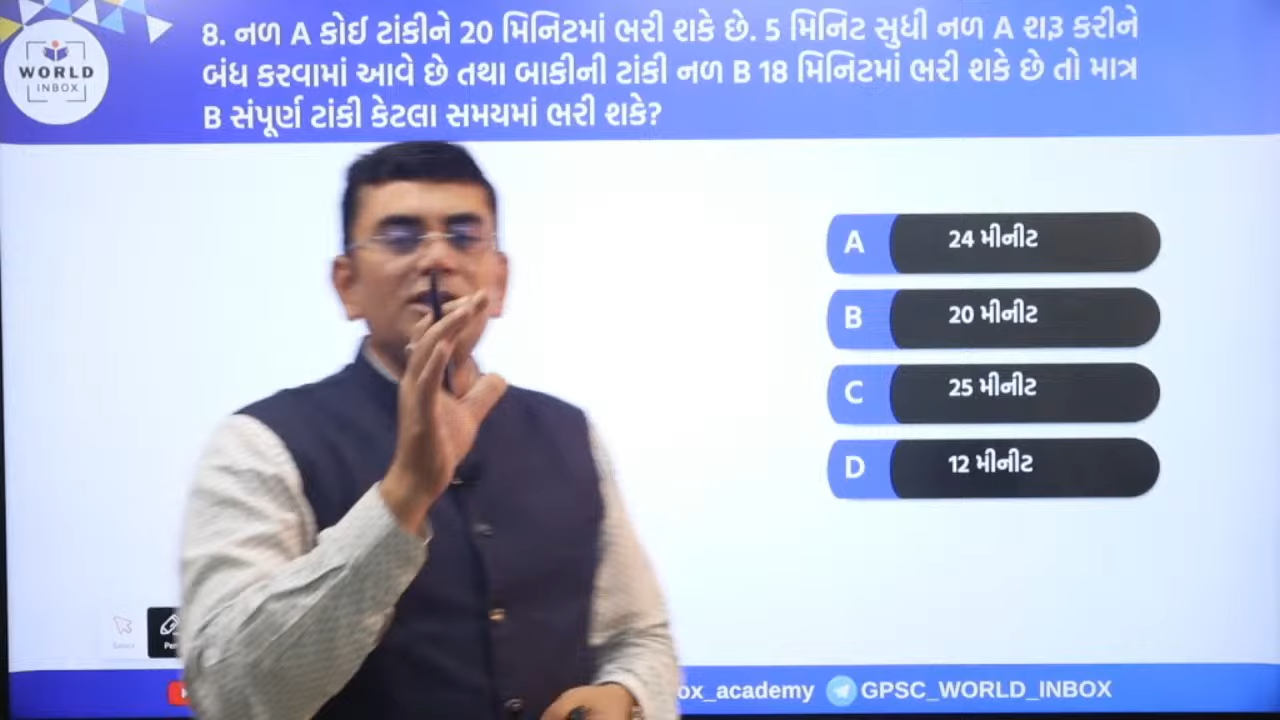 8. નળ A કોઈ ટાંકીને 20 મિનિટમાં ભરી શકે છે. 5 મિનિટ સુધી નળ A શરૂ કરીને
બંધ કરવામાં આવે છે તથા બાકીની ટાંકી નળ B 18 મિનિટમાં ભરી શકે છે તો માત્ર
B સંપૂર્ણ ટાંકી કેટલા સમયમાં ભરી શકે?
WORLD
INBOX
A 24 મીનીટ
B 20 મીનીટ
C 25 મીનીટ
D 12 મીનીટ
Select
ox_academy GPSC_WORLD_INBOX